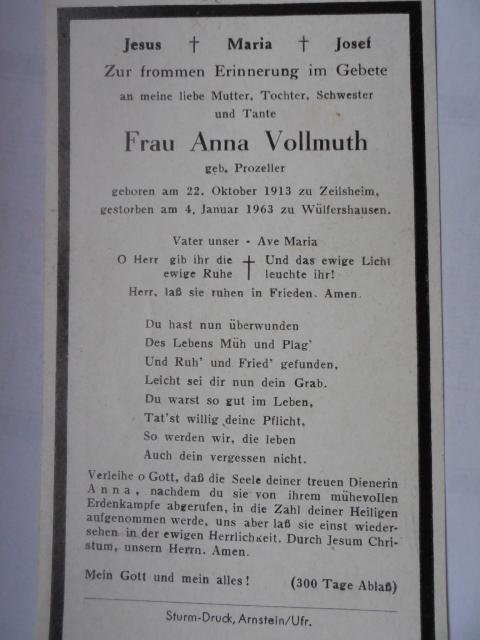 Jesus † Maria † Josef
Zur frommen Erinnerung im Gebete
an meine liebe Mutter, Tochter, Schwester
und Tante
Frau Anna Vollmuth
geb. Prozeller
geboren am 22. Oktober 1913 zu Zeilsheim,
gestorben am 4. Januar 1963 zu Wülfershausen.
Vater unser - Ave Maria
O Herr gib ihr die † Und das ewige Licht
ewige Ruhe leuchte ihr!
Herr, laß sie ruhen in Frieden. Amen.
Du hast nun überwunden
Des Lebens Müh und Plag'
Und Ruh' und Fried' gefunden,
Leicht sei dir nun dein Grab.
Du warst so gut im Leben,
Tat'st willig deine Pflicht,
So werden wir, die leben
Auch dein vergessen nicht.
Verleihe o Gott, daß die Seele deiner treuen Dienerin
Anna, nachdem du sie von ihrem mühevollen
Erdenkampfe abgerufen, in die Zahl deiner Heiligen
aufgenommen werde, uns aber laß sie einst wieder-
sehen in der ewigen Herrlichkeit. Durch Jesum Chri-
stum, unsern Herrn. Amen.
Mein Gott und mein alles! (300 Tage Ablaß)
Sturm-Druck, Arnstein/Ufr.